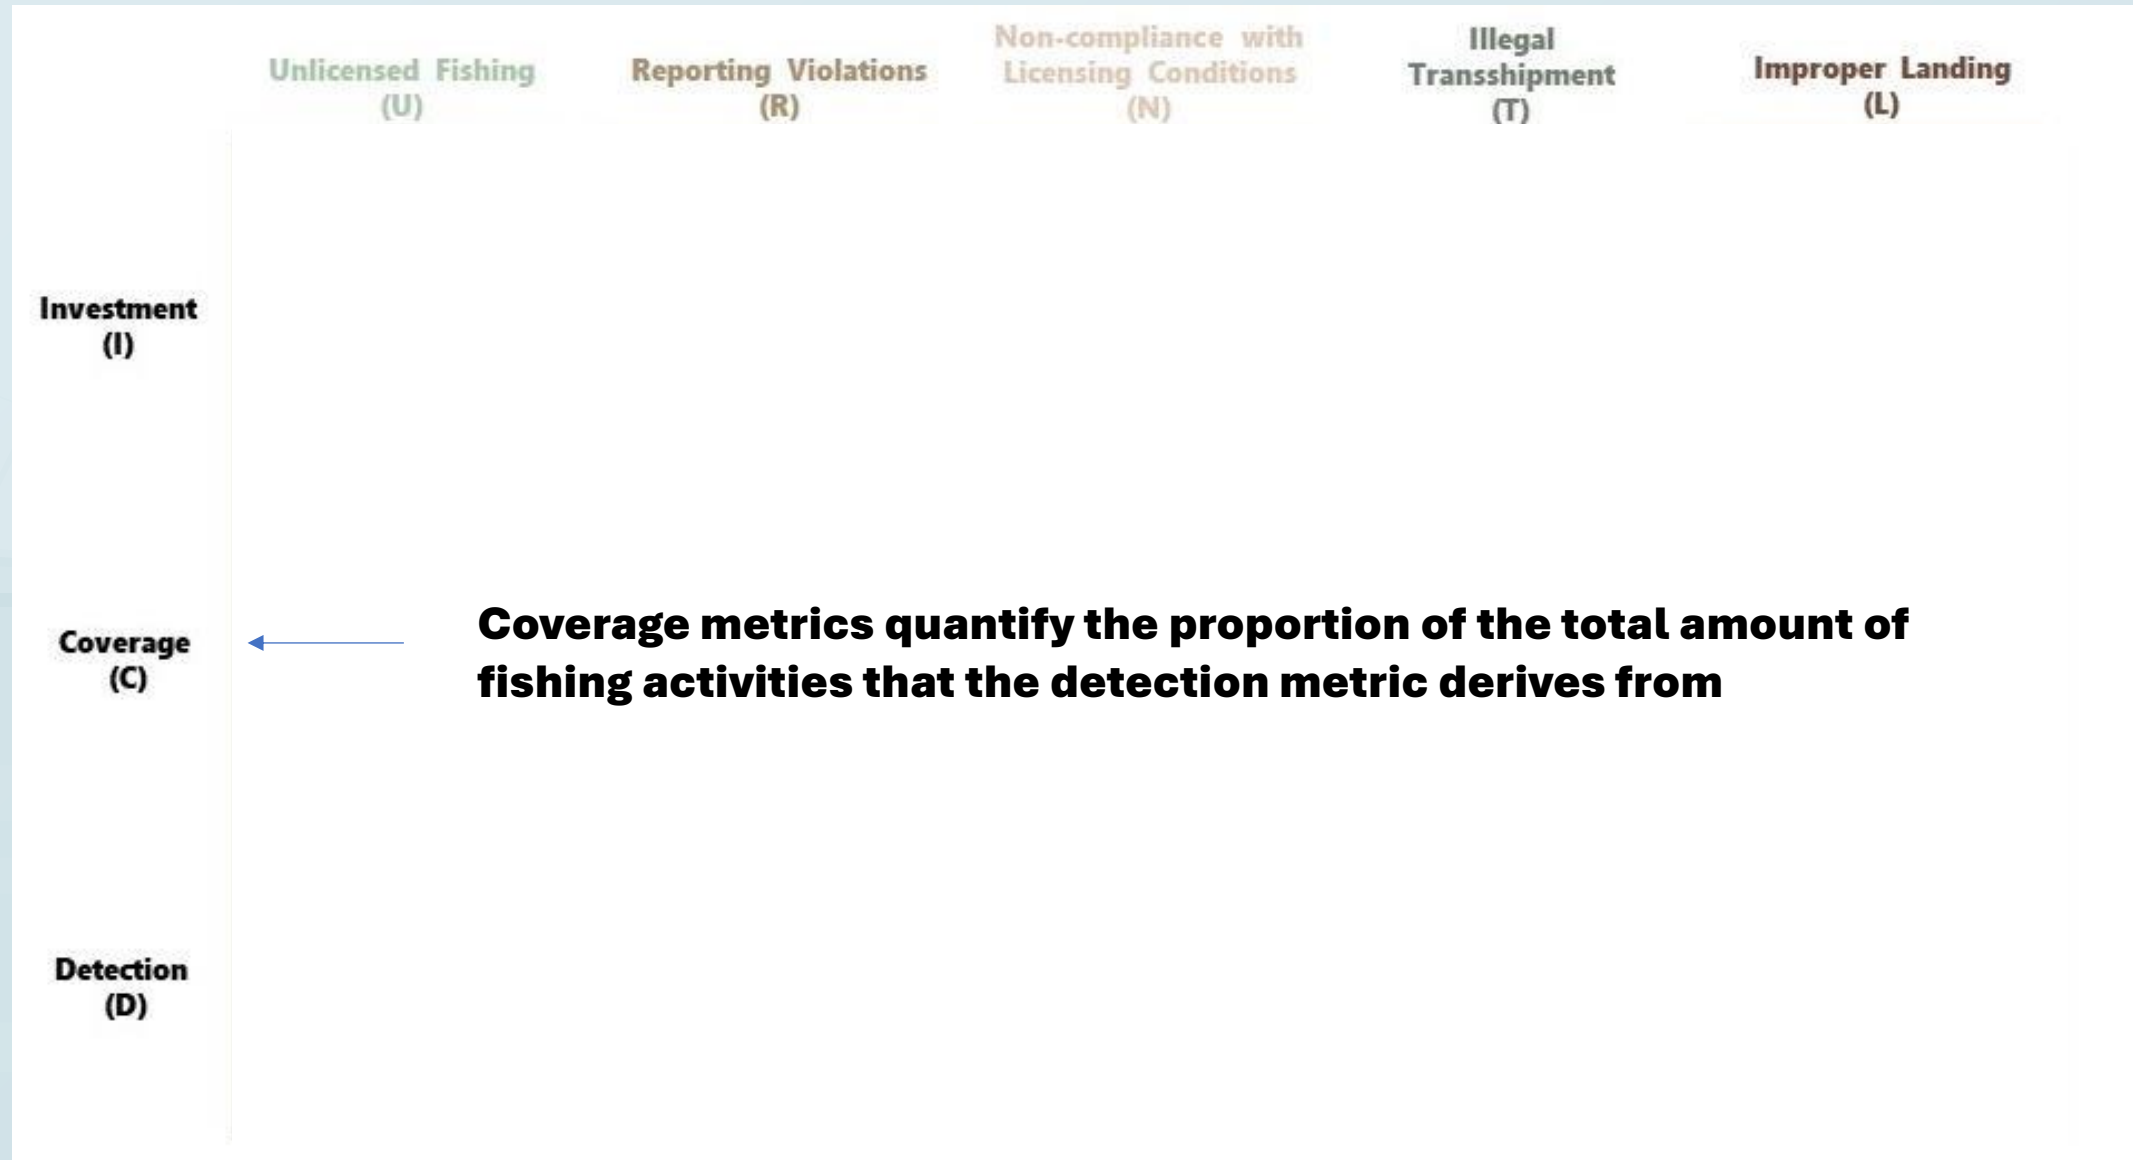 Unlicensed Fishing
(U)
Reporting Violations
(R)
Non-compliance with
Licensing Conditions
(N)
Illegal
Transshipment
(T)
Improper Landing
(L)
Investment
(I)
Coverage
(C)
Coverage metrics quantify the proportion of the total amount of
fishing activities that the detection metric derives from
Detection
(D)